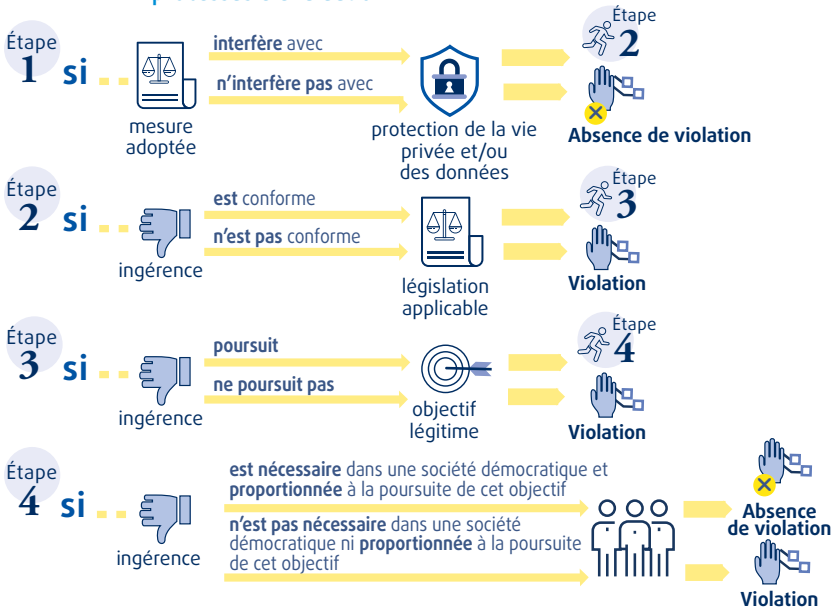 Étape
1
si
mesure
adoptée
interfère avec
n'interfère pas avec
protection de la vie
privée et/ou
des données
Étape
2
Absence de violation
Étape
2
si
ingérence
est conforme
n'est pas conforme
législation
applicable
Étape
3
Violation
Étape
3
si
ingérence
poursuit
ne poursuit pas
objectif
légitime
Étape
4
Violation
Étape
4
si
ingérence
est nécessaire dans une société démocratique et
proportionnée à la poursuite de cet objectif
n'est pas nécessaire dans une société
démocratique ni proportionnée à la poursuite
de cet objectif
Absence
de violation
Violation